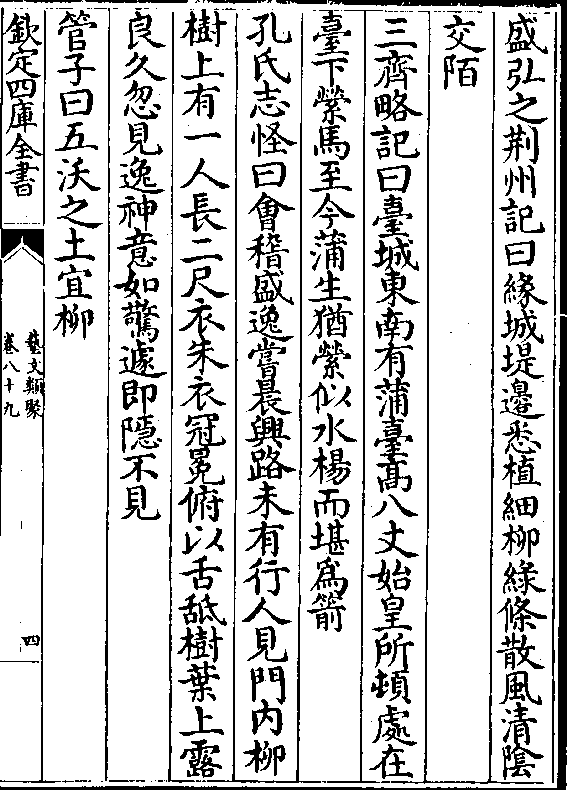 盛弘之荆州記曰緣城堤邊悉植細柳綠條散風清陰
交陌
三齊略記曰臺城東南有蒲臺髙八丈始皇所頓處在
臺下縈馬至今蒲生猶縈似水楊而堪為箭
孔氏志怪曰會稽盛逸嘗晨興路未有行人見門内柳
樹上有一人長二尺衣朱衣冠冕俯以舌舐樹葉上露
良久忽見逸神意如驚遽即隠不見
管子曰五沃之土宜柳
欽定四庫全書
藝文類聚
卷八十九
四